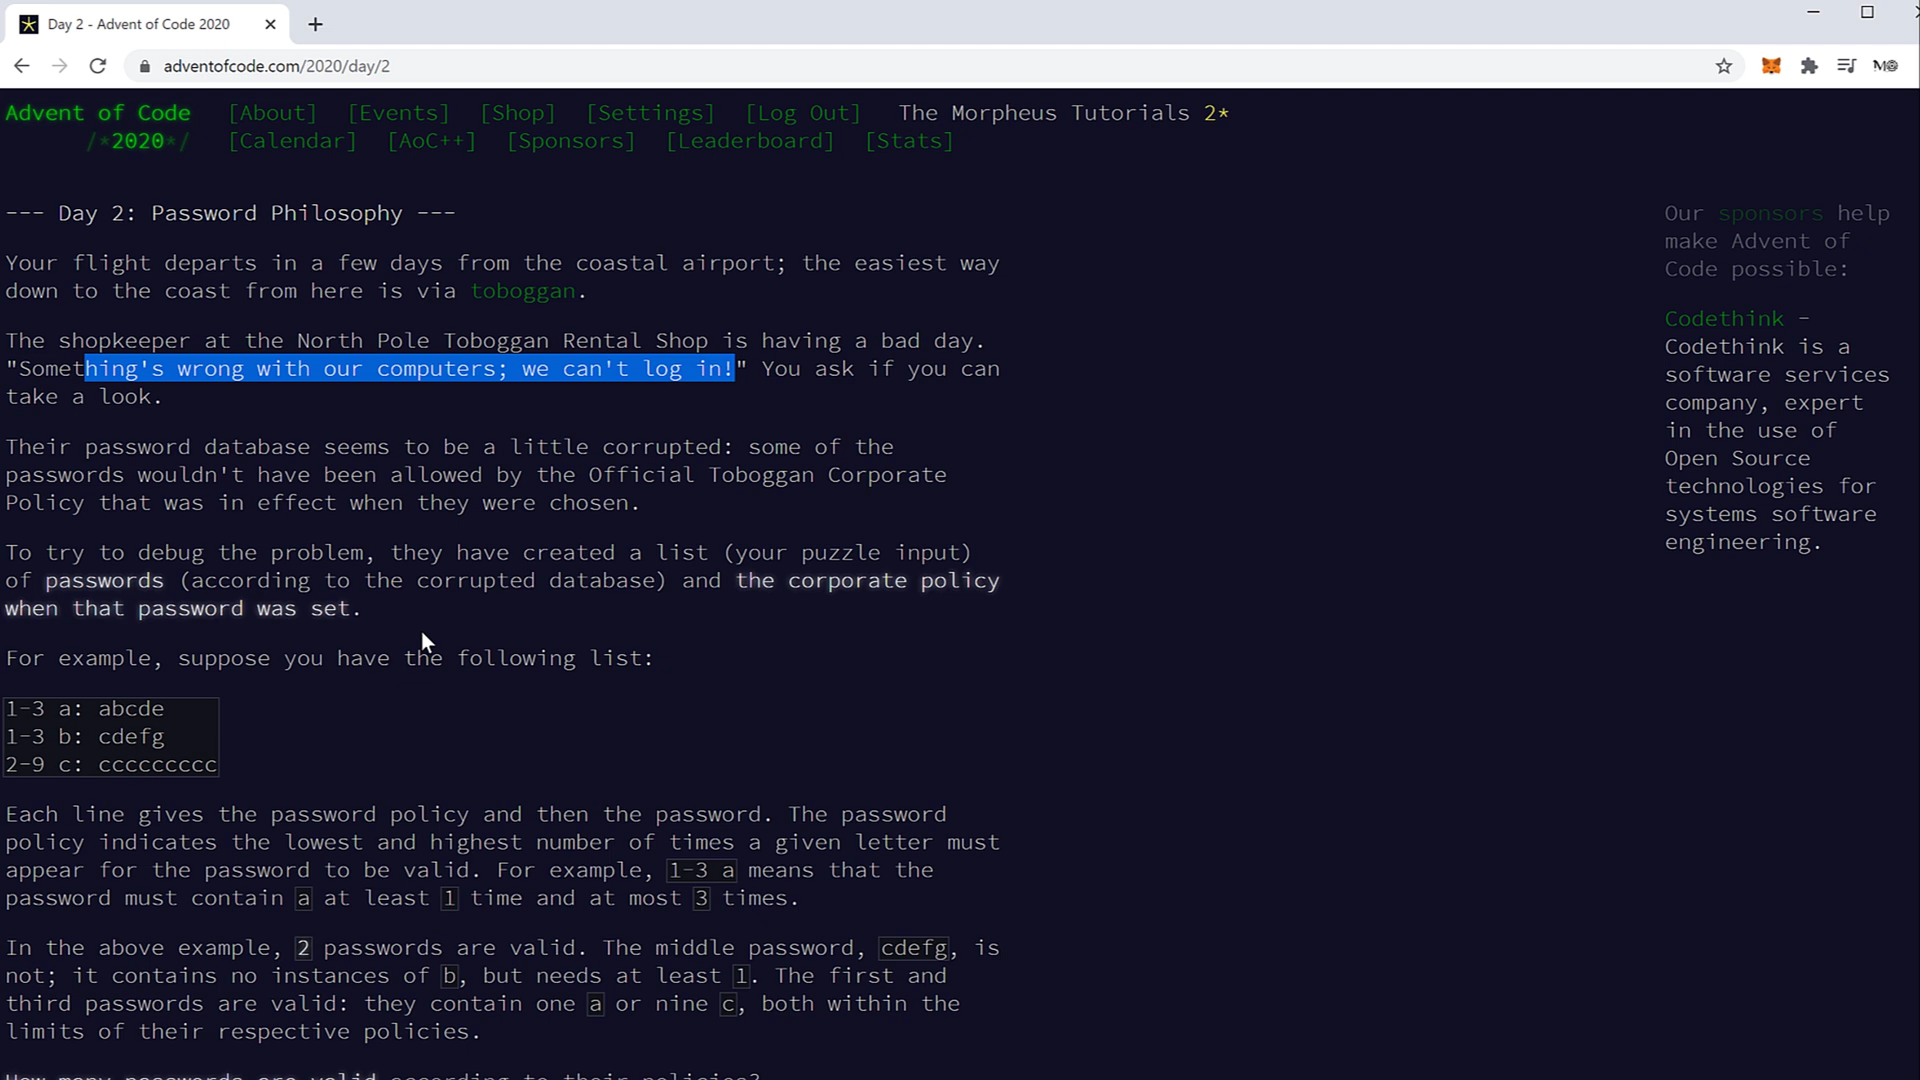 Day 2 - Advent of Code 2020
adventofcode.com/2020/day/2
Advent of Code [About] [Events] [Shop] [Settings] [Log Out] The Morpheus Tutorials 2*
/*2020*/ [Calendar] [AoC++] [Sponsors] [Leaderboard] [Stats]
--- Day 2: Password Philosophy ---
Your flight departs in a few days from the coastal airport; the easiest way
down to the coast from here is via toboggan.
The shopkeeper at the North Pole Toboggan Rental Shop is having a bad day.
"Something's wrong with our computers; we can't log in!" You ask if you can
take a look.
Their password database seems to be a little corrupted: some of the
passwords wouldn't have been allowed by the Official Toboggan Corporate
Policy that was in effect when they were chosen.
To try to debug the problem, they have created a list (your puzzle input)
of passwords (according to the corrupted database) and the corporate policy
when that password was set.
For example, suppose you have the following list:
1-3 a: abcde
1-3 b: cdefg
2-9 c: ccccccccc
Each line gives the password policy and then the password. The password
policy indicates the lowest and highest number of times a given letter must
appear for the password to be valid. For example, 1-3 a means that the
password must contain a at least 1 time and at most 3 times.
In the above example, 2 passwords are valid. The middle password, cdefg, is
not; it contains no instances of b, but needs at least 1. The first and
third passwords are valid: they contain one a or nine c, both within the
limits of their respective policies.
How many passwords are valid according to their policies?
Our sponsors help
make Advent of
Code possible:
Codethink -
Codethink is a
software services
company, expert
in the use of
Open Source
technologies for
systems software
engineering.